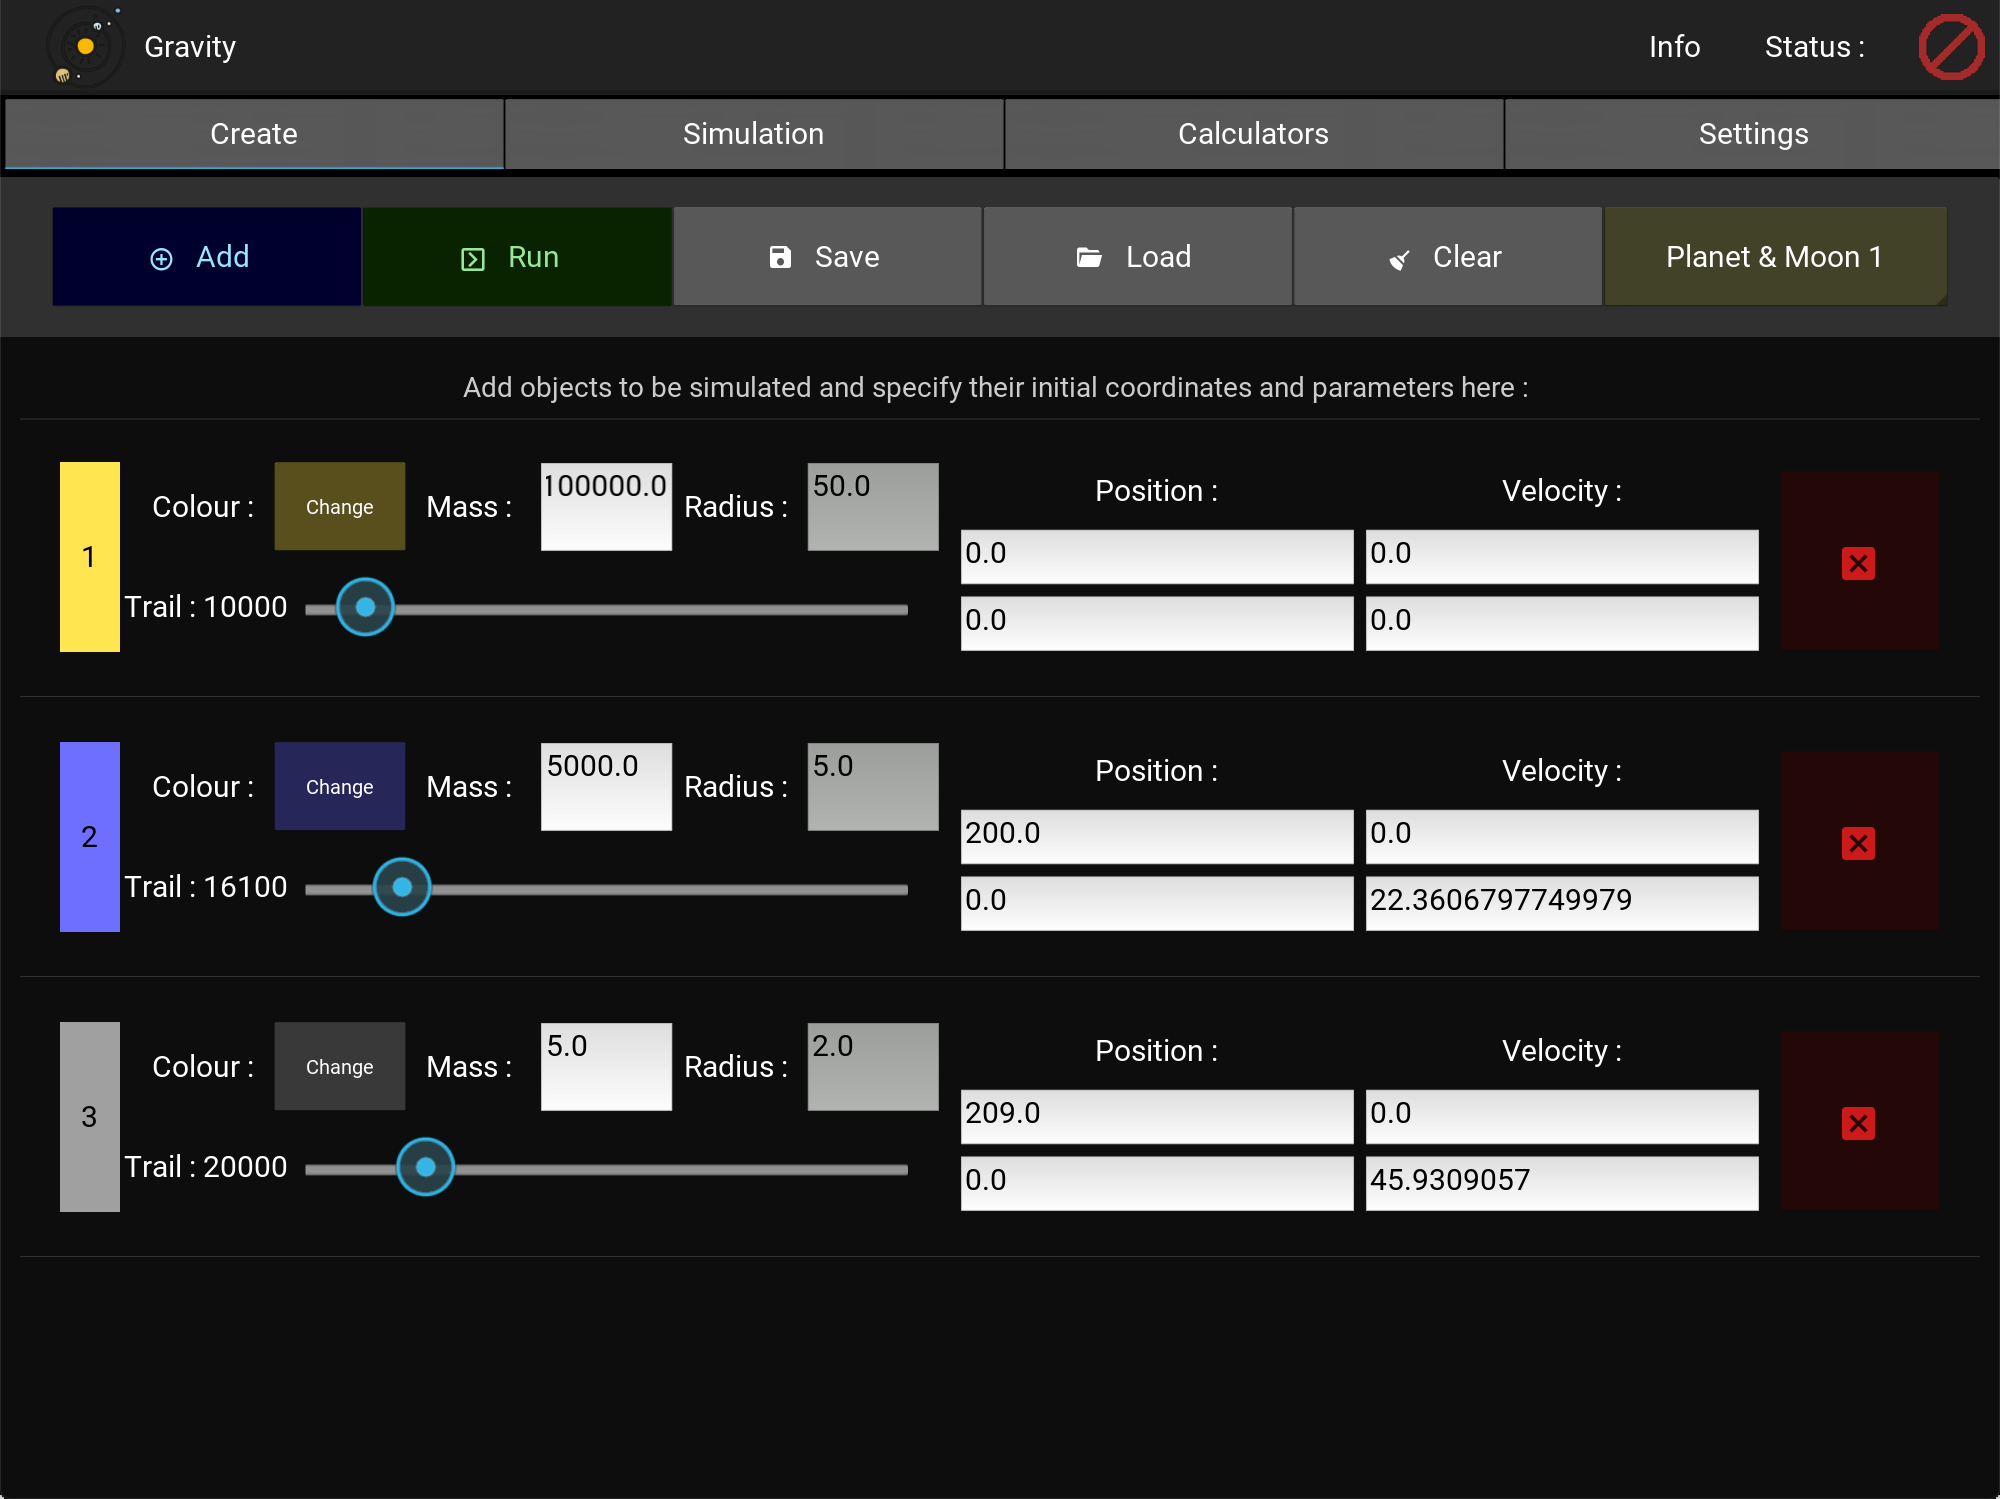 Gravity
Info
Status :
Create
Simulation
Calculators
Settings
Add
Run
Save
Load
Clear
Planet & Moon 1
Add objects to be simulated and specify their initial coordinates and parameters here :
1
Colour :
Change
Mass :
100000.0
Radius :
50.0
Trail : 10000
Position :
0.0
0.0
Velocity :
0.0
0.0
2
Colour :
Change
Mass :
5000.0
Radius :
5.0
Trail : 16100
Position :
200.0
0.0
Velocity :
0.0
22.3606797749979
3
Colour :
Change
Mass :
5.0
Radius :
2.0
Trail : 20000
Position :
209.0
0.0
Velocity :
0.0
45.9309057